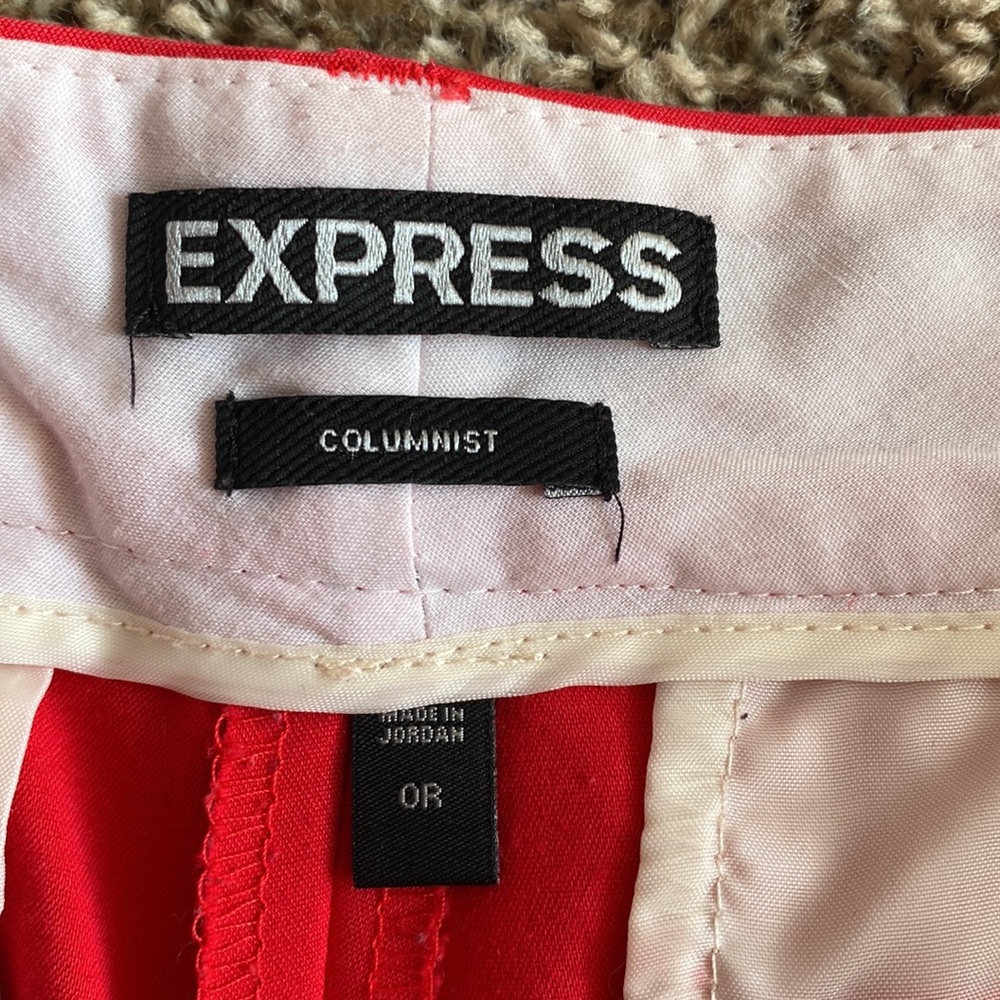 EXPRESS
COLUMNIST
MADE IN
JORDAN
0R